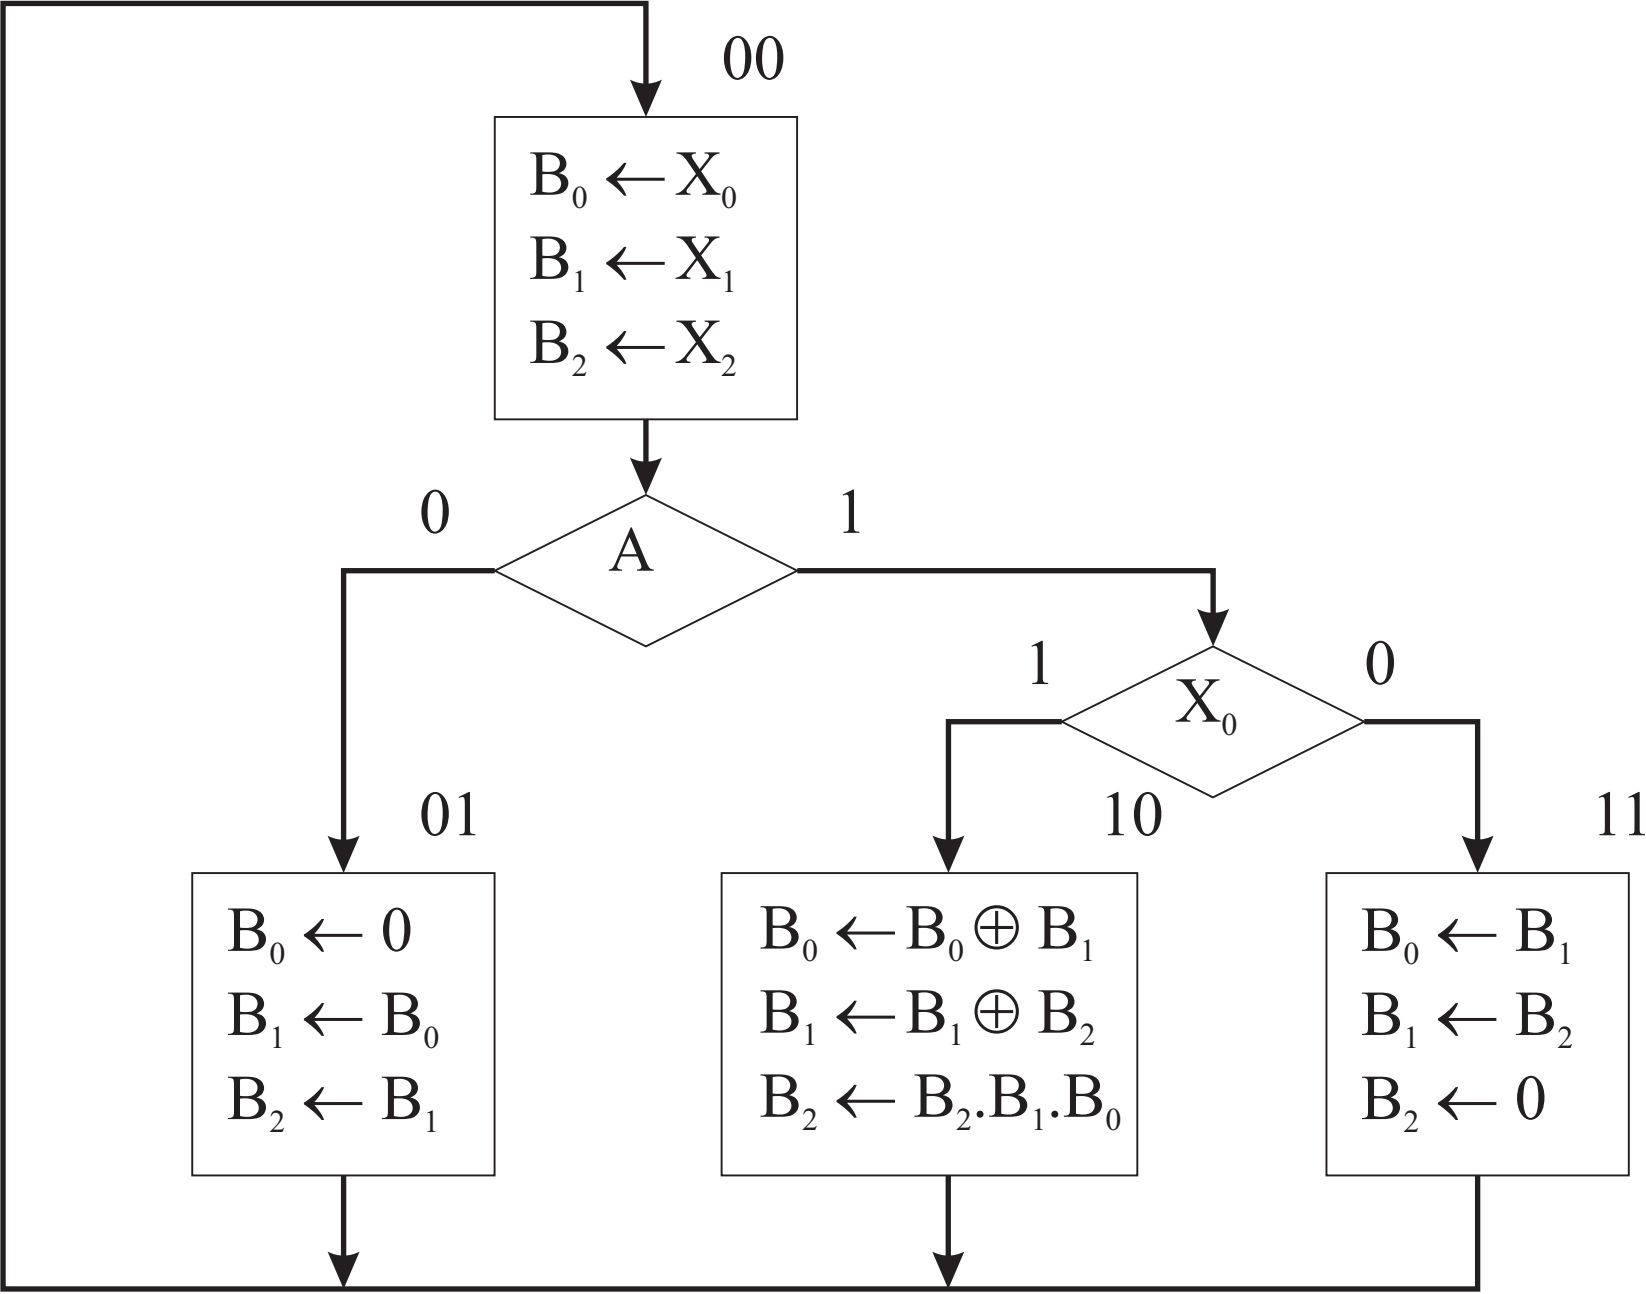 00
B₀ ← X₀
B₁ ← X₁
B₂ ← X₂
0
1
A
1
0
X₀
01
10
11
B₀ ← 0
B₁ ← B₀
B₂ ← B₁
B₀ ← B₀ ⊕ B₁
B₁ ← B₁ ⊕ B₂
B₂ ← B₂.B₁.B₀
B₀ ← B₁
B₁ ← B₂
B₂ ← 0